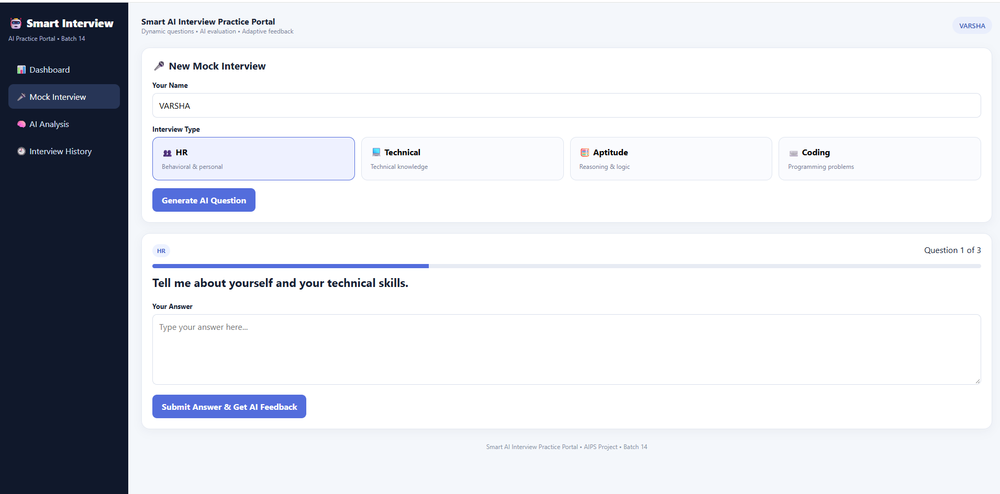 Smart Interview
AI Practice Portal • Batch 14
Dashboard
Mock Interview
AI Analysis
Interview History
Smart AI Interview Practice Portal
Dynamic questions • AI evaluation • Adaptive feedback
VARSHA
New Mock Interview
Your Name
VARSHA
Interview Type
HR
Behavioral & personal
Technical
Technical knowledge
Aptitude
Reasoning & logic
Coding
Programming problems
Generate AI Question
HR
Question 1 of 3
Tell me about yourself and your technical skills.
Your Answer
Type your answer here...
Submit Answer & Get AI Feedback
Smart AI Interview Practice Portal • AIPS Project • Batch 14